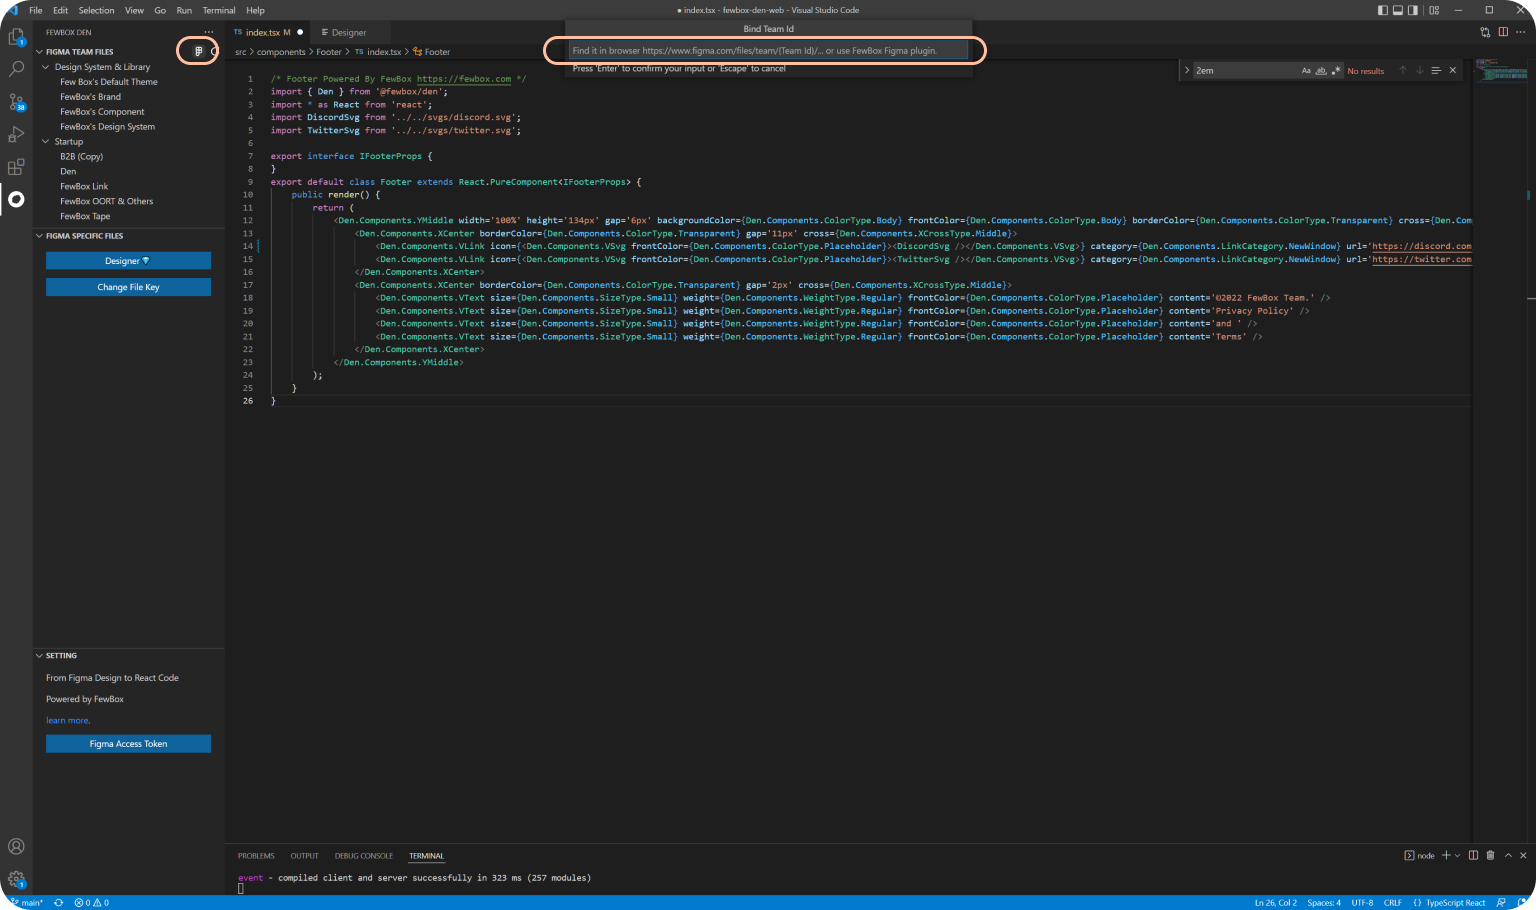 File Edit Selection View Go Run Terminal Help
● index.tsx - fewbox-den-web - Visual Studio Code
FEWBOX DEN
FIGMA TEAM FILES
Design System & Library
Few Box's Default Theme
FewBox's Brand
FewBox's Component
FewBox's Design System
Startup
B2B (Copy)
Den
FewBox Link
FewBox OORT & Others
FewBox Tape
FIGMA SPECIFIC FILES
Designer
Change File Key
SETTING
From Figma Design to React Code
Powered by FewBox
learn more.
Figma Access Token
1
38
1
TS index.tsx M ●
Designer
src > components > Footer > TS index.tsx > Footer
Bind Team Id
Find it in browser https://www.figma.com/files/team/{Team Id}/... or use FewBox Figma plugin.
Press 'Enter' to confirm your input or 'Escape' to cancel
2em Aa ab No results
1 /* Footer Powered By FewBox https://fewbox.com */
2 import { Den } from '@fewbox/den';
3 import * as React from 'react';
4 import DiscordSvg from '../../svgs/discord.svg';
5 import TwitterSvg from '../../svgs/twitter.svg';
6
7 export interface IFooterProps {
8 }
9 export default class Footer extends React.PureComponent<IFooterProps> {
10 public render() {
11 return (
12 <Den.Components.YMiddle width='100%' height='134px' gap='6px' backgroundColor={Den.Components.ColorType.Body} frontColor={Den.Components.ColorType.Body} borderColor={Den.Components.ColorType.Transparent} cross={Den.Com
13 <Den.Components.XCenter borderColor={Den.Components.ColorType.Transparent} gap='11px' cross={Den.Components.XCrossType.Middle}>
14 <Den.Components.VLink icon={<Den.Components.VSvg frontColor={Den.Components.ColorType.Placeholder}><DiscordSvg /></Den.Components.VSvg>} category={Den.Components.LinkCategory.NewWindow} url='https://discord.com
15 <Den.Components.VLink icon={<Den.Components.VSvg frontColor={Den.Components.ColorType.Placeholder}><TwitterSvg /></Den.Components.VSvg>} category={Den.Components.LinkCategory.NewWindow} url='https://twitter.com
16 </Den.Components.XCenter>
17 <Den.Components.XCenter borderColor={Den.Components.ColorType.Transparent} gap='2px' cross={Den.Components.XCrossType.Middle}>
18 <Den.Components.VText size={Den.Components.SizeType.Small} weight={Den.Components.WeightType.Regular} frontColor={Den.Components.ColorType.Placeholder} content='©2022 FewBox Team.' />
19 <Den.Components.VText size={Den.Components.SizeType.Small} weight={Den.Components.WeightType.Regular} frontColor={Den.Components.ColorType.Placeholder} content='Privacy Policy' />
20 <Den.Components.VText size={Den.Components.SizeType.Small} weight={Den.Components.WeightType.Regular} frontColor={Den.Components.ColorType.Placeholder} content='and ' />
21 <Den.Components.VText size={Den.Components.SizeType.Small} weight={Den.Components.WeightType.Regular} frontColor={Den.Components.ColorType.Placeholder} content='Terms' />
22 </Den.Components.XCenter>
23 </Den.Components.YMiddle>
24 );
25 }
26 }
PROBLEMS OUTPUT DEBUG CONSOLE TERMINAL
node
event - compiled client and server successfully in 323 ms (257 modules)
main* 0 0
Ln 26, Col 2 Spaces: 4 UTF-8 CRLF {} TypeScript React